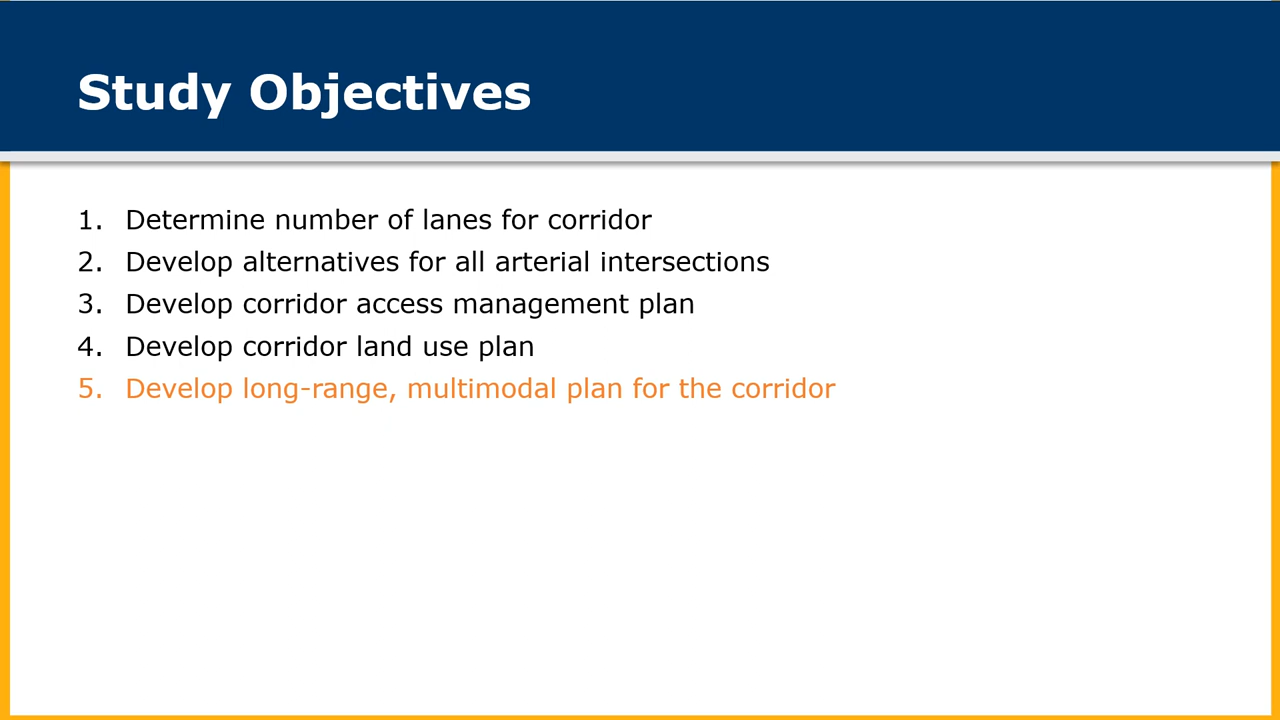 Study Objectives
1. Determine number of lanes for corridor
2. Develop alternatives for all arterial intersections
3. Develop corridor access management plan
4. Develop corridor land use plan
5. Develop long-range, multimodal plan for the corridor